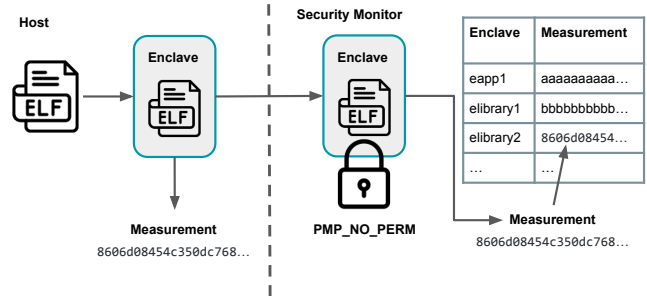 Host
Security Monitor
Enclave
Enclave
ELF
ELF
ELF
PMP_NO_PERM
Measurement
8606d08454c350dc768…
Enclave Measurement
eapp1 aaaaaaaaaa…
elibrary1 bbbbbbbbbb…
elibrary2 8606d08454…
… …
Measurement
8606d08454c350dc768…